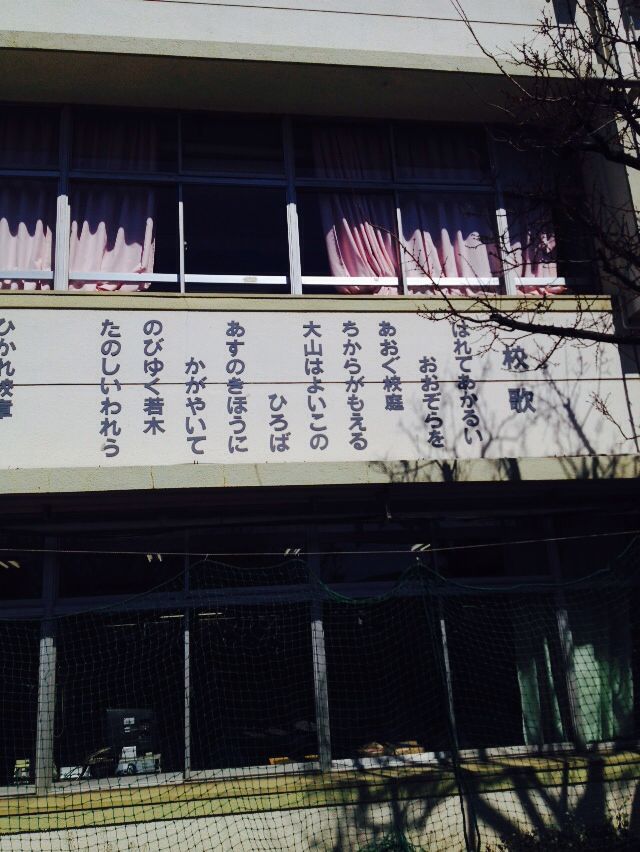 校歌
はれてあかるい
おおぞらを
あおぐ校庭
ちからがもえる
大山はよいこの
ひろば
あすのきぼうに
かがやいて
のびゆく若木
たのしいわれら
ひかれ校章